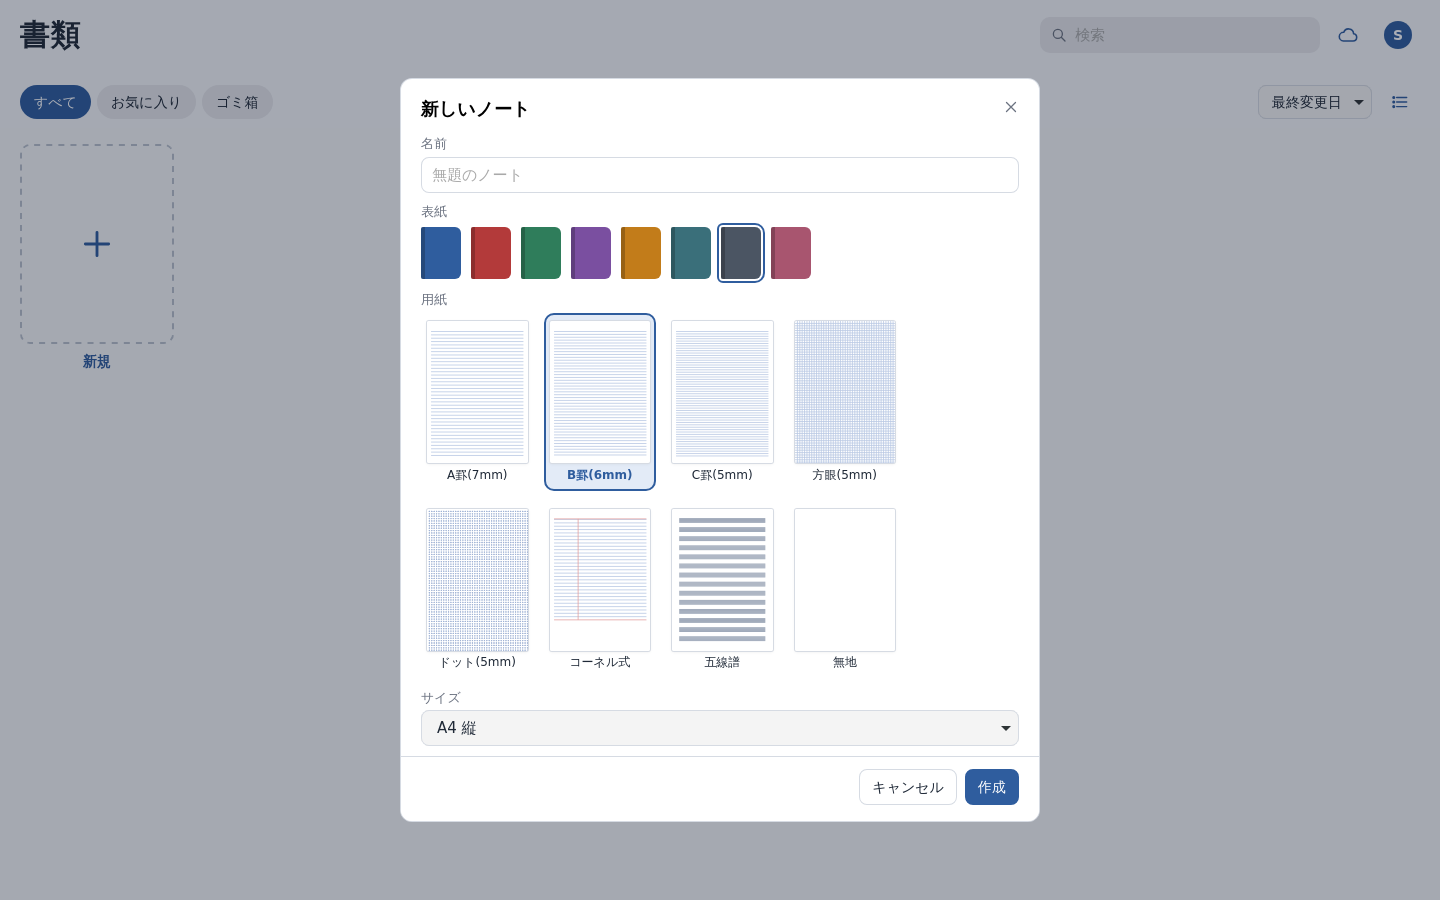 書類
検索
S
すべて
お気に入り
ゴミ箱
最終変更日
新規
新しいノート
名前
無題のノート
表紙
用紙
A罫(7mm)
B罫(6mm)
C罫(5mm)
方眼(5mm)
ドット(5mm)
コーネル式
五線譜
無地
サイズ
A4 縦
キャンセル
作成